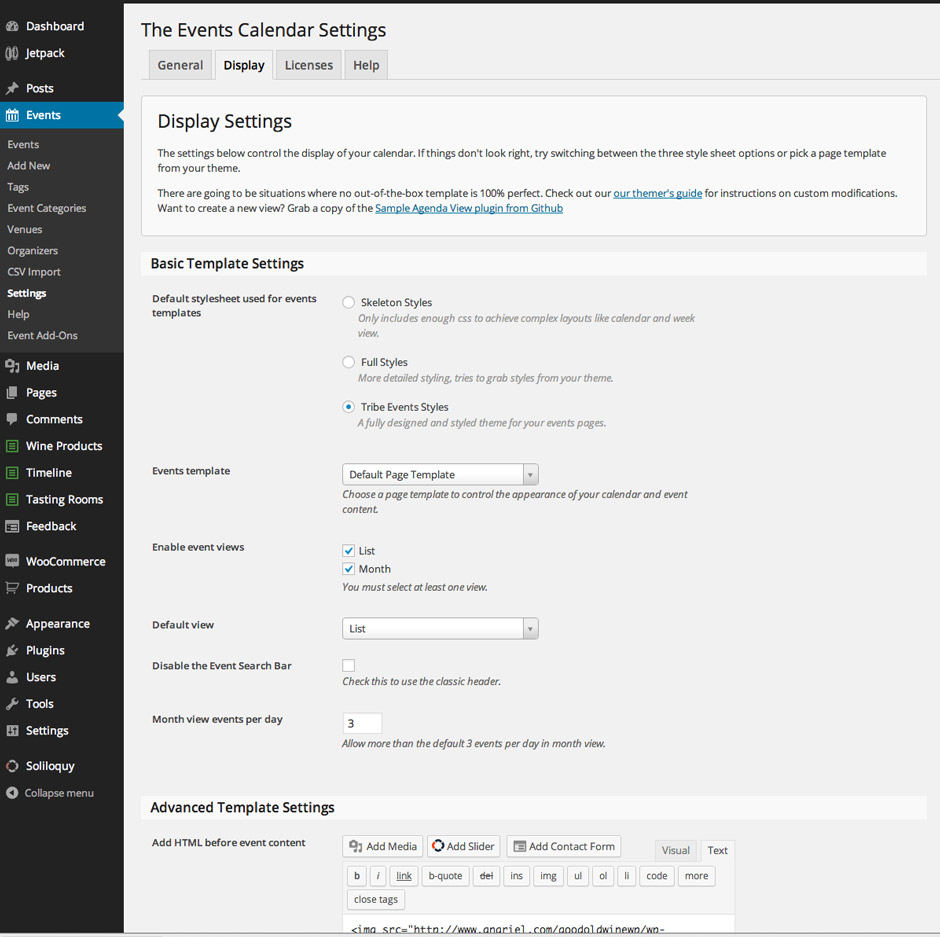 Dashboard
Jetpack
Posts
Events
Events
Add New
Tags
Event Categories
Venues
Organizers
CSV Import
Settings
Help
Event Add-Ons
Media
Pages
Comments
Wine Products
Timeline
Tasting Rooms
Feedback
WooCommerce
Products
Appearance
Plugins
Users
Tools
Settings
Soliloquy
Collapse menu
The Events Calendar Settings
General Display Licenses Help
Display Settings
The settings below control the display of your calendar. If things don't look right, try switching between the three style sheet options or pick a page template
from your theme.
There are going to be situations where no out-of-the-box template is 100% perfect. Check out our our themer's guide for instructions on custom modifications.
Want to create a new view? Grab a copy of the Sample Agenda View plugin from Github
Basic Template Settings
Default stylesheet used for events
templates
Skeleton Styles
Only includes enough css to achieve complex layouts like calendar and week
view.
Full Styles
More detailed styling, tries to grab styles from your theme.
Tribe Events Styles
A fully designed and styled theme for your events pages.
Events template
Default Page Template
Choose a page template to control the appearance of your calendar and event
content.
Enable event views
List
Month
You must select at least one view.
Default view
List
Disable the Event Search Bar
Check this to use the classic header.
Month view events per day
3
Allow more than the default 3 events per day in month view.
Advanced Template Settings
Add HTML before event content
Add Media Add Slider Add Contact Form Visual Text
b i link b-quote del ins img ul ol li code more
close tags
<img src="http://www.angriel.com/goodoldwinewp/wp-